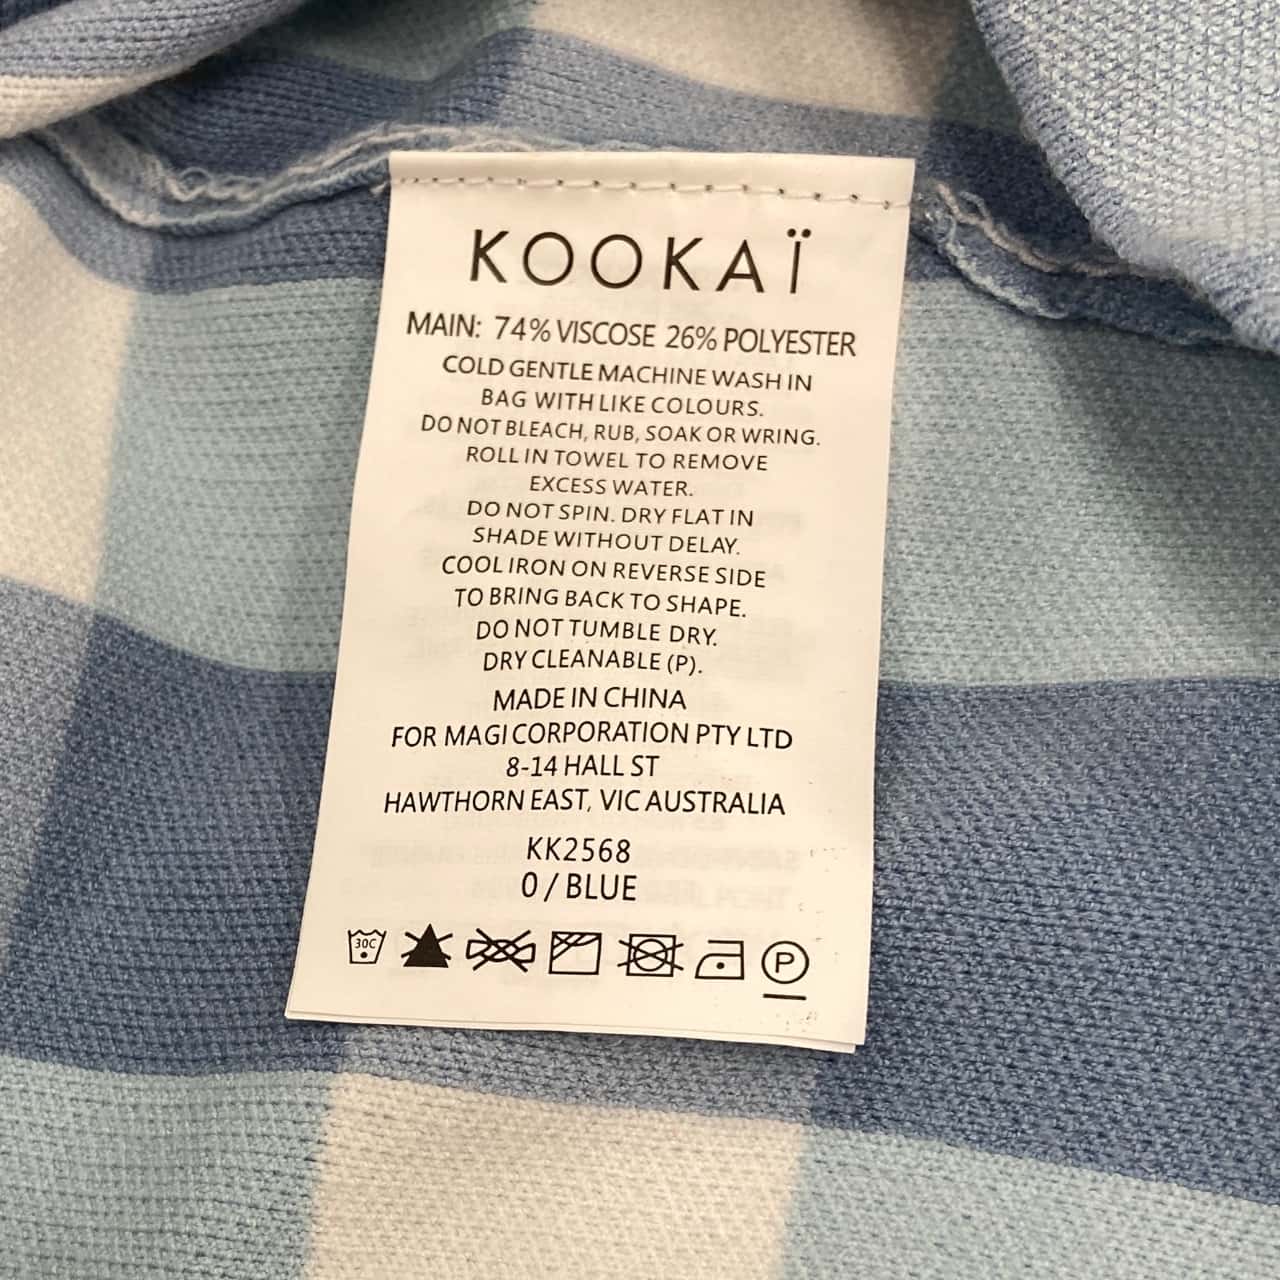 KOOKAÏ
MAIN: 74% VISCOSE 26% POLYESTER
COLD GENTLE MACHINE WASH IN
BAG WITH LIKE COLOURS.
DO NOT BLEACH, RUB, SOAK OR WRING.
ROLL IN TOWEL TO REMOVE
EXCESS WATER.
DO NOT SPIN. DRY FLAT IN
SHADE WITHOUT DELAY.
COOL IRON ON REVERSE SIDE
TO BRING BACK TO SHAPE.
DO NOT TUMBLE DRY.
DRY CLEANABLE (P).
MADE IN CHINA
FOR MAGI CORPORATION PTY LTD
8-14 HALL ST
HAWTHORN EAST, VIC AUSTRALIA
KK2568
0 / BLUE
30C P